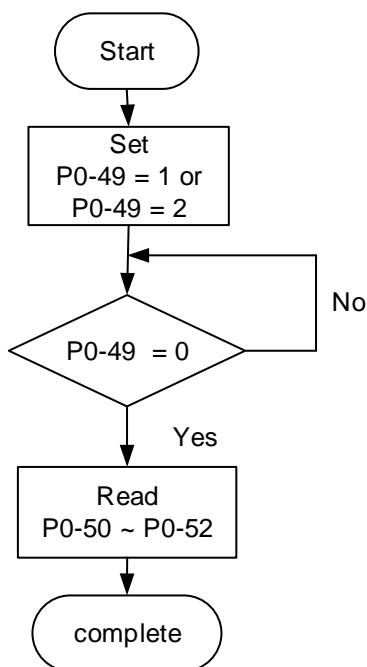 Start
Set
P0-49 = 1 or
P0-49 = 2
P0-49 = 0
No
Yes
Read
P0-50 ~ P0-52
complete